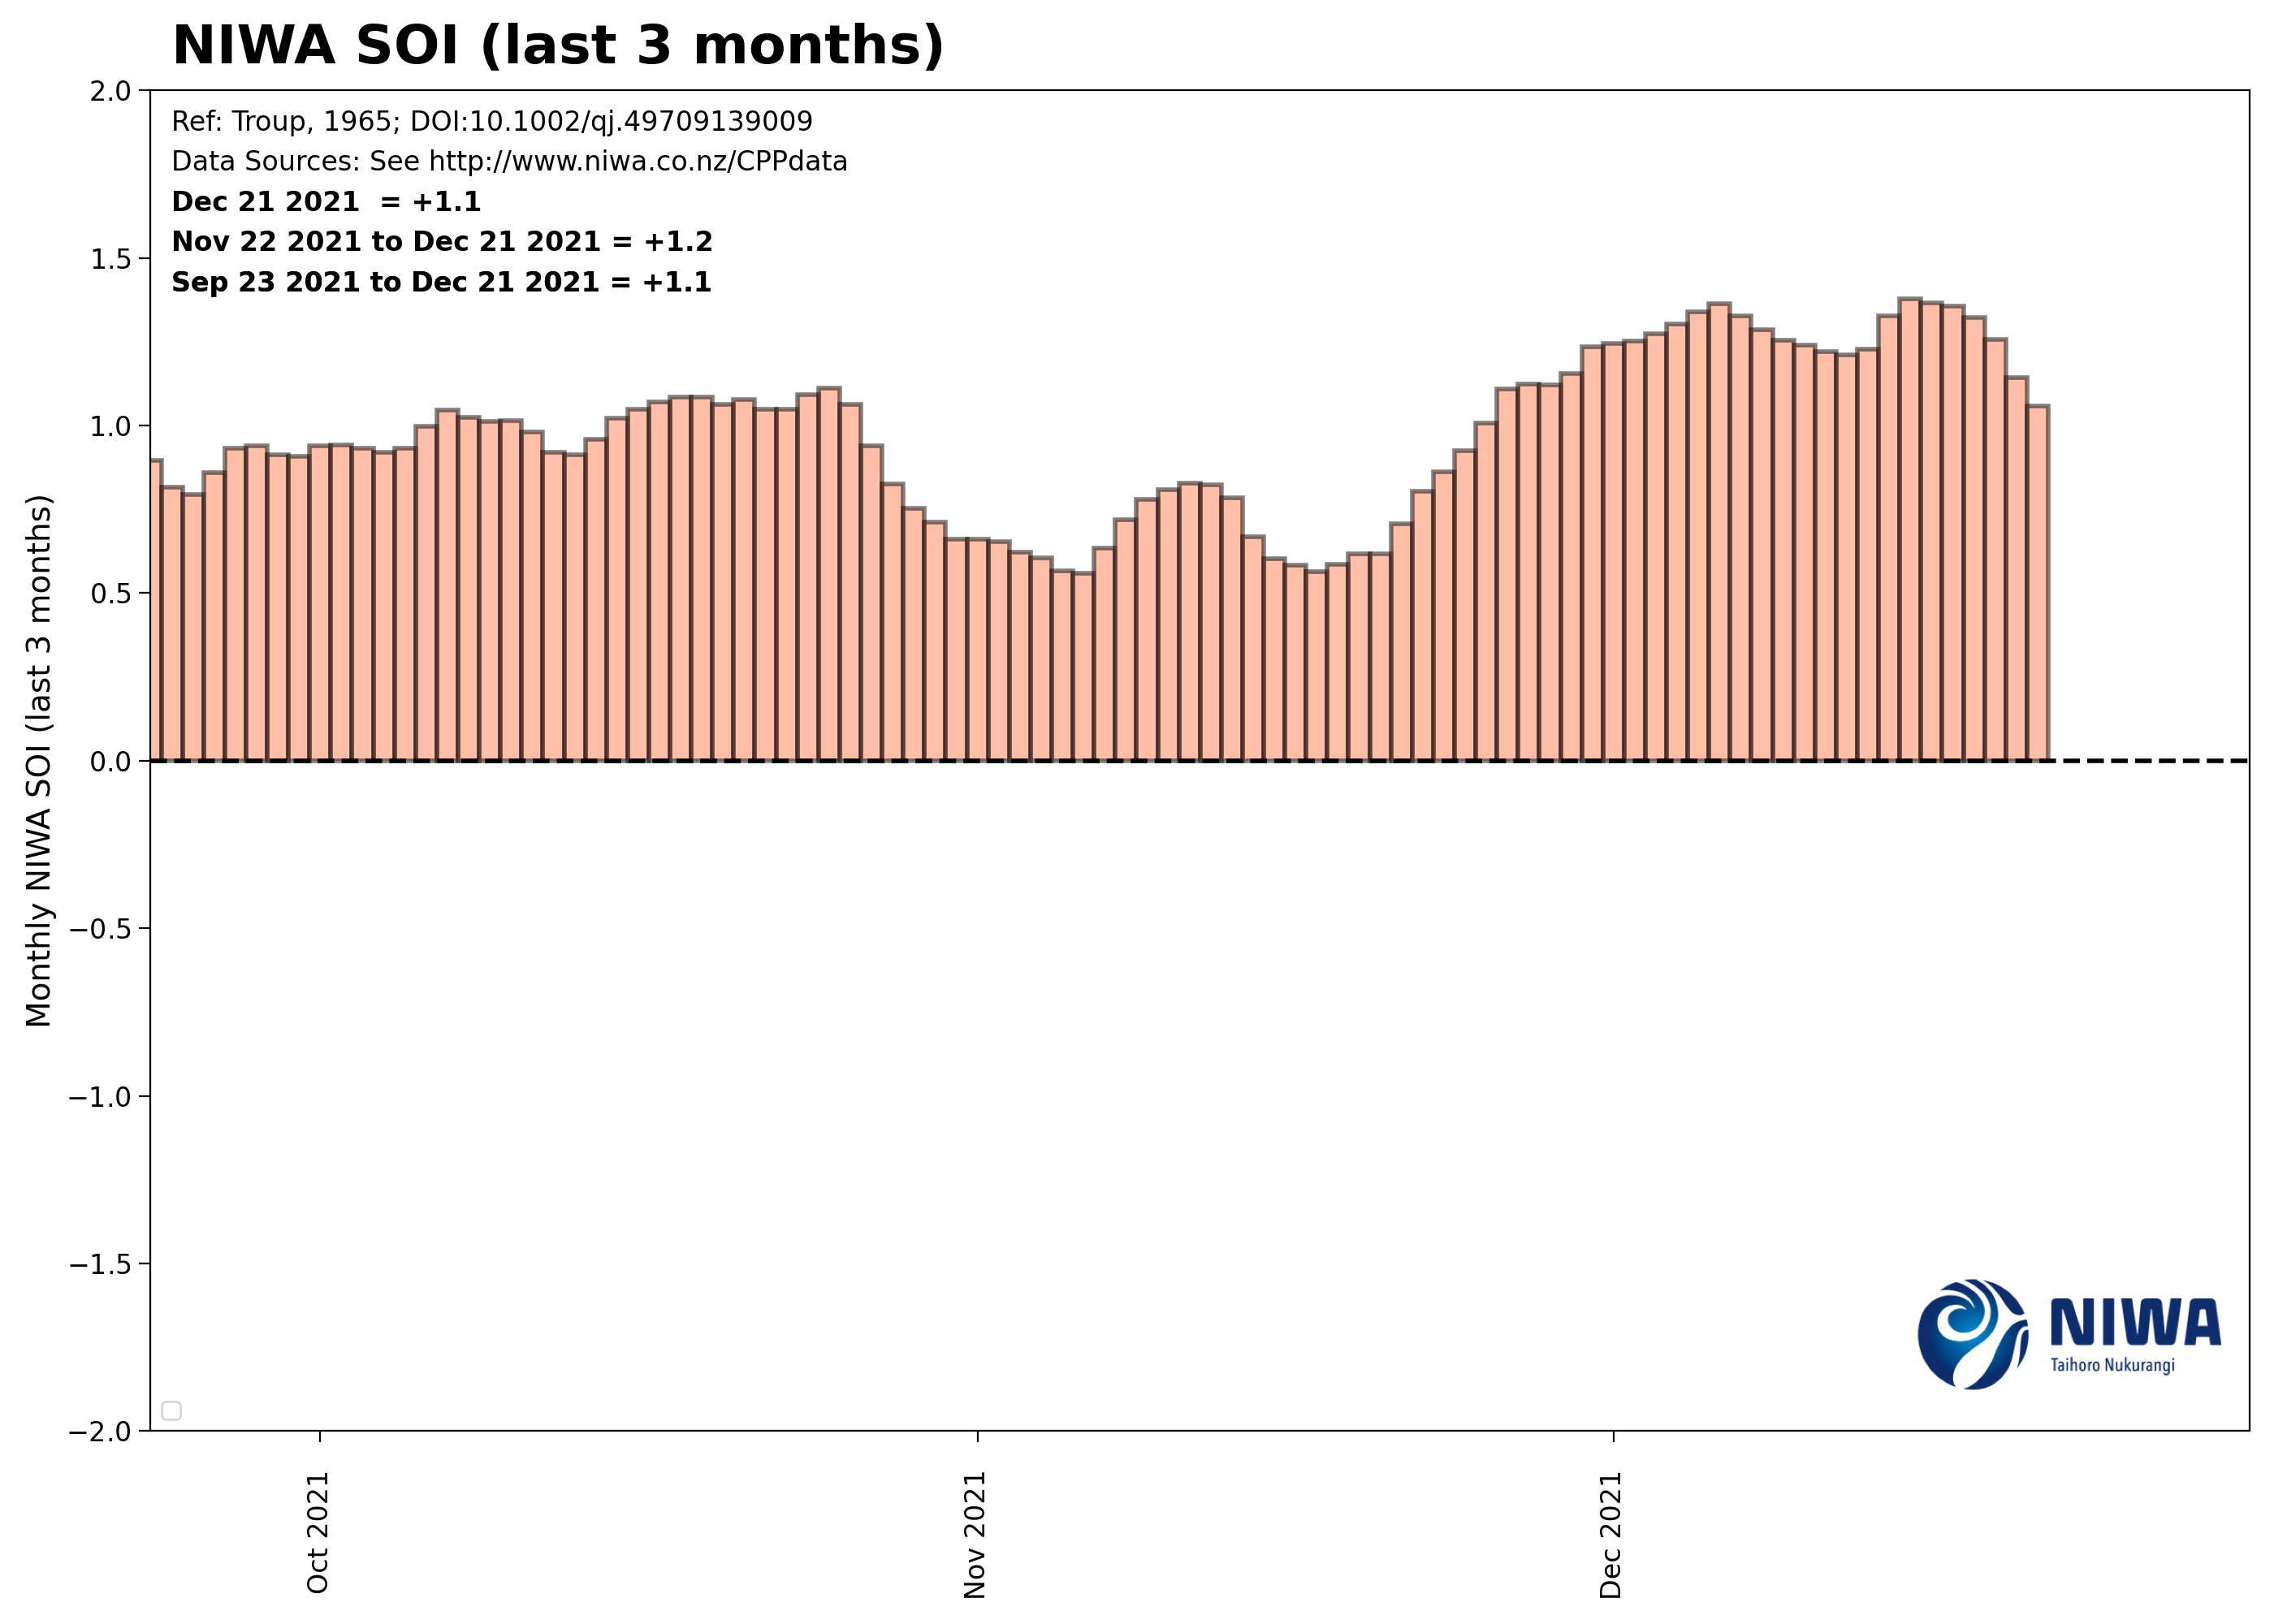 NIWA SOI (last 3 months)
Ref: Troup, 1965; DOI:10.1002/qj.49709139009
Data Sources: See http://www.niwa.co.nz/CPPdata
Dec 21 2021  = +1.1
Nov 22 2021 to Dec 21 2021 = +1.2
Sep 23 2021 to Dec 21 2021 = +1.1
Monthly NIWA SOI (last 3 months)
2.0
1.5
1.0
0.5
0.0
−0.5
−1.0
−1.5
−2.0
Oct 2021
Nov 2021
Dec 2021
NIWA
Taihoro Nukurangi